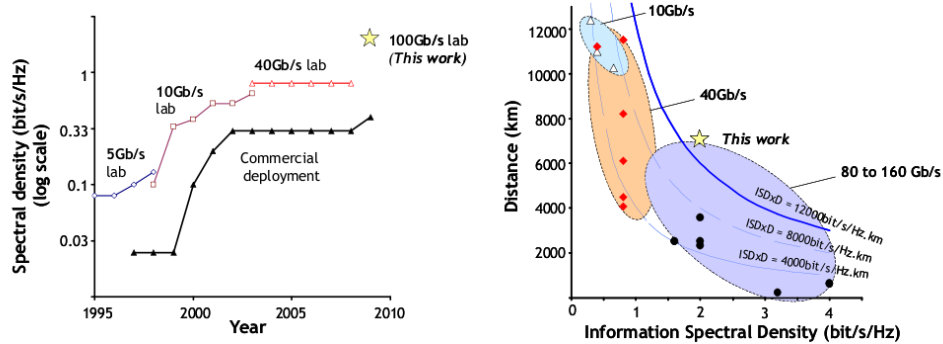 Spectral density (bit/s/Hz)
(log scale)
1
0.33
0.1
0.03
1995
2000
2005
2010
Year
5Gb/s
lab
10Gb/s
lab
40Gb/s lab
100Gb/s lab
(This work)
Commercial
deployment
Distance (km)
12000
10000
8000
6000
4000
2000
0
1
2
3
4
Information Spectral Density (bit/s/Hz)
10Gb/s
40Gb/s
This work
80 to 160 Gb/s
ISDxD = 12000bit/s/Hz.km
ISDxD = 8000bit/s/Hz.km
ISDxD = 4000bit/s/Hz.km